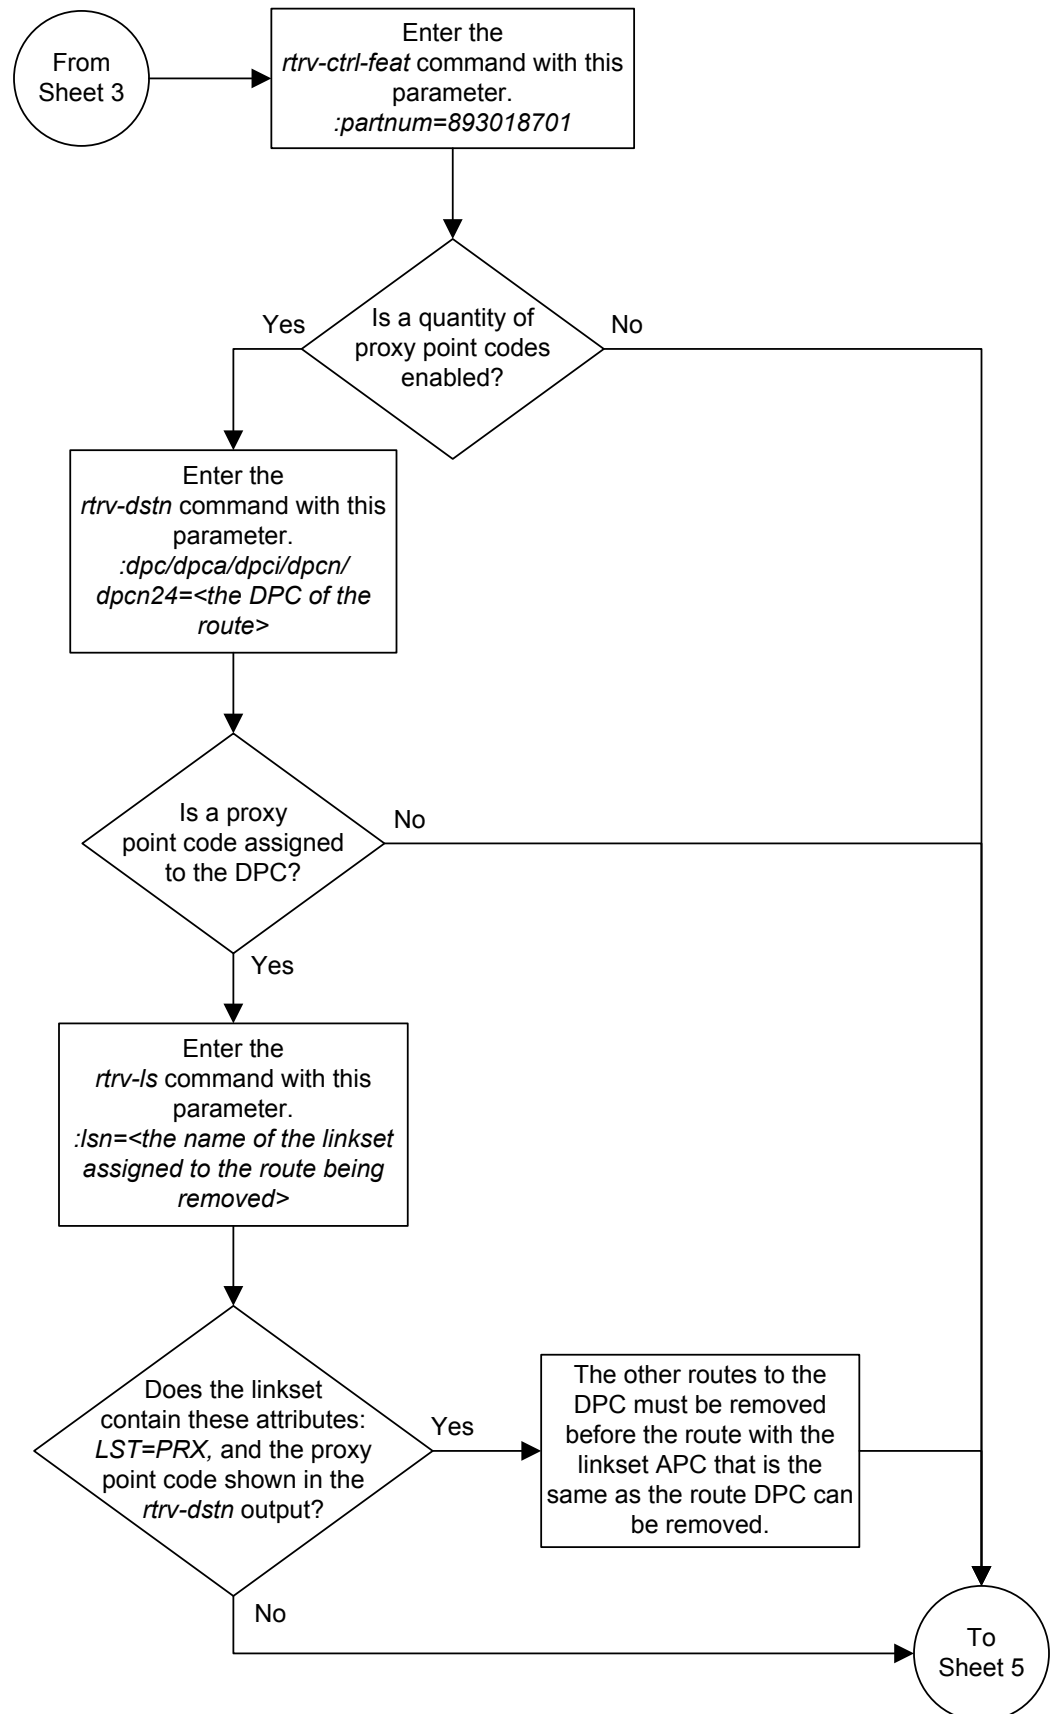 From
Sheet 3
Enter the
rtrv-ctrl-feat command with this
parameter.
:partnum=893018701
Is a quantity of
proxy point codes
enabled?
Yes
No
Enter the
rtrv-dstn command with this
parameter.
:dpc/dpca/dpci/dpcn/
dpcn24=<the DPC of the
route>
Is a proxy
point code assigned
to the DPC?
No
Yes
Enter the
rtrv-ls command with this
parameter.
:lsn=<the name of the linkset
assigned to the route being
removed>
Does the linkset
contain these attributes:
LST=PRX, and the proxy
point code shown in the
rtrv-dstn output?
Yes
The other routes to the
DPC must be removed
before the route with the
linkset APC that is the
same as the route DPC can
be removed.
No
To
Sheet 5